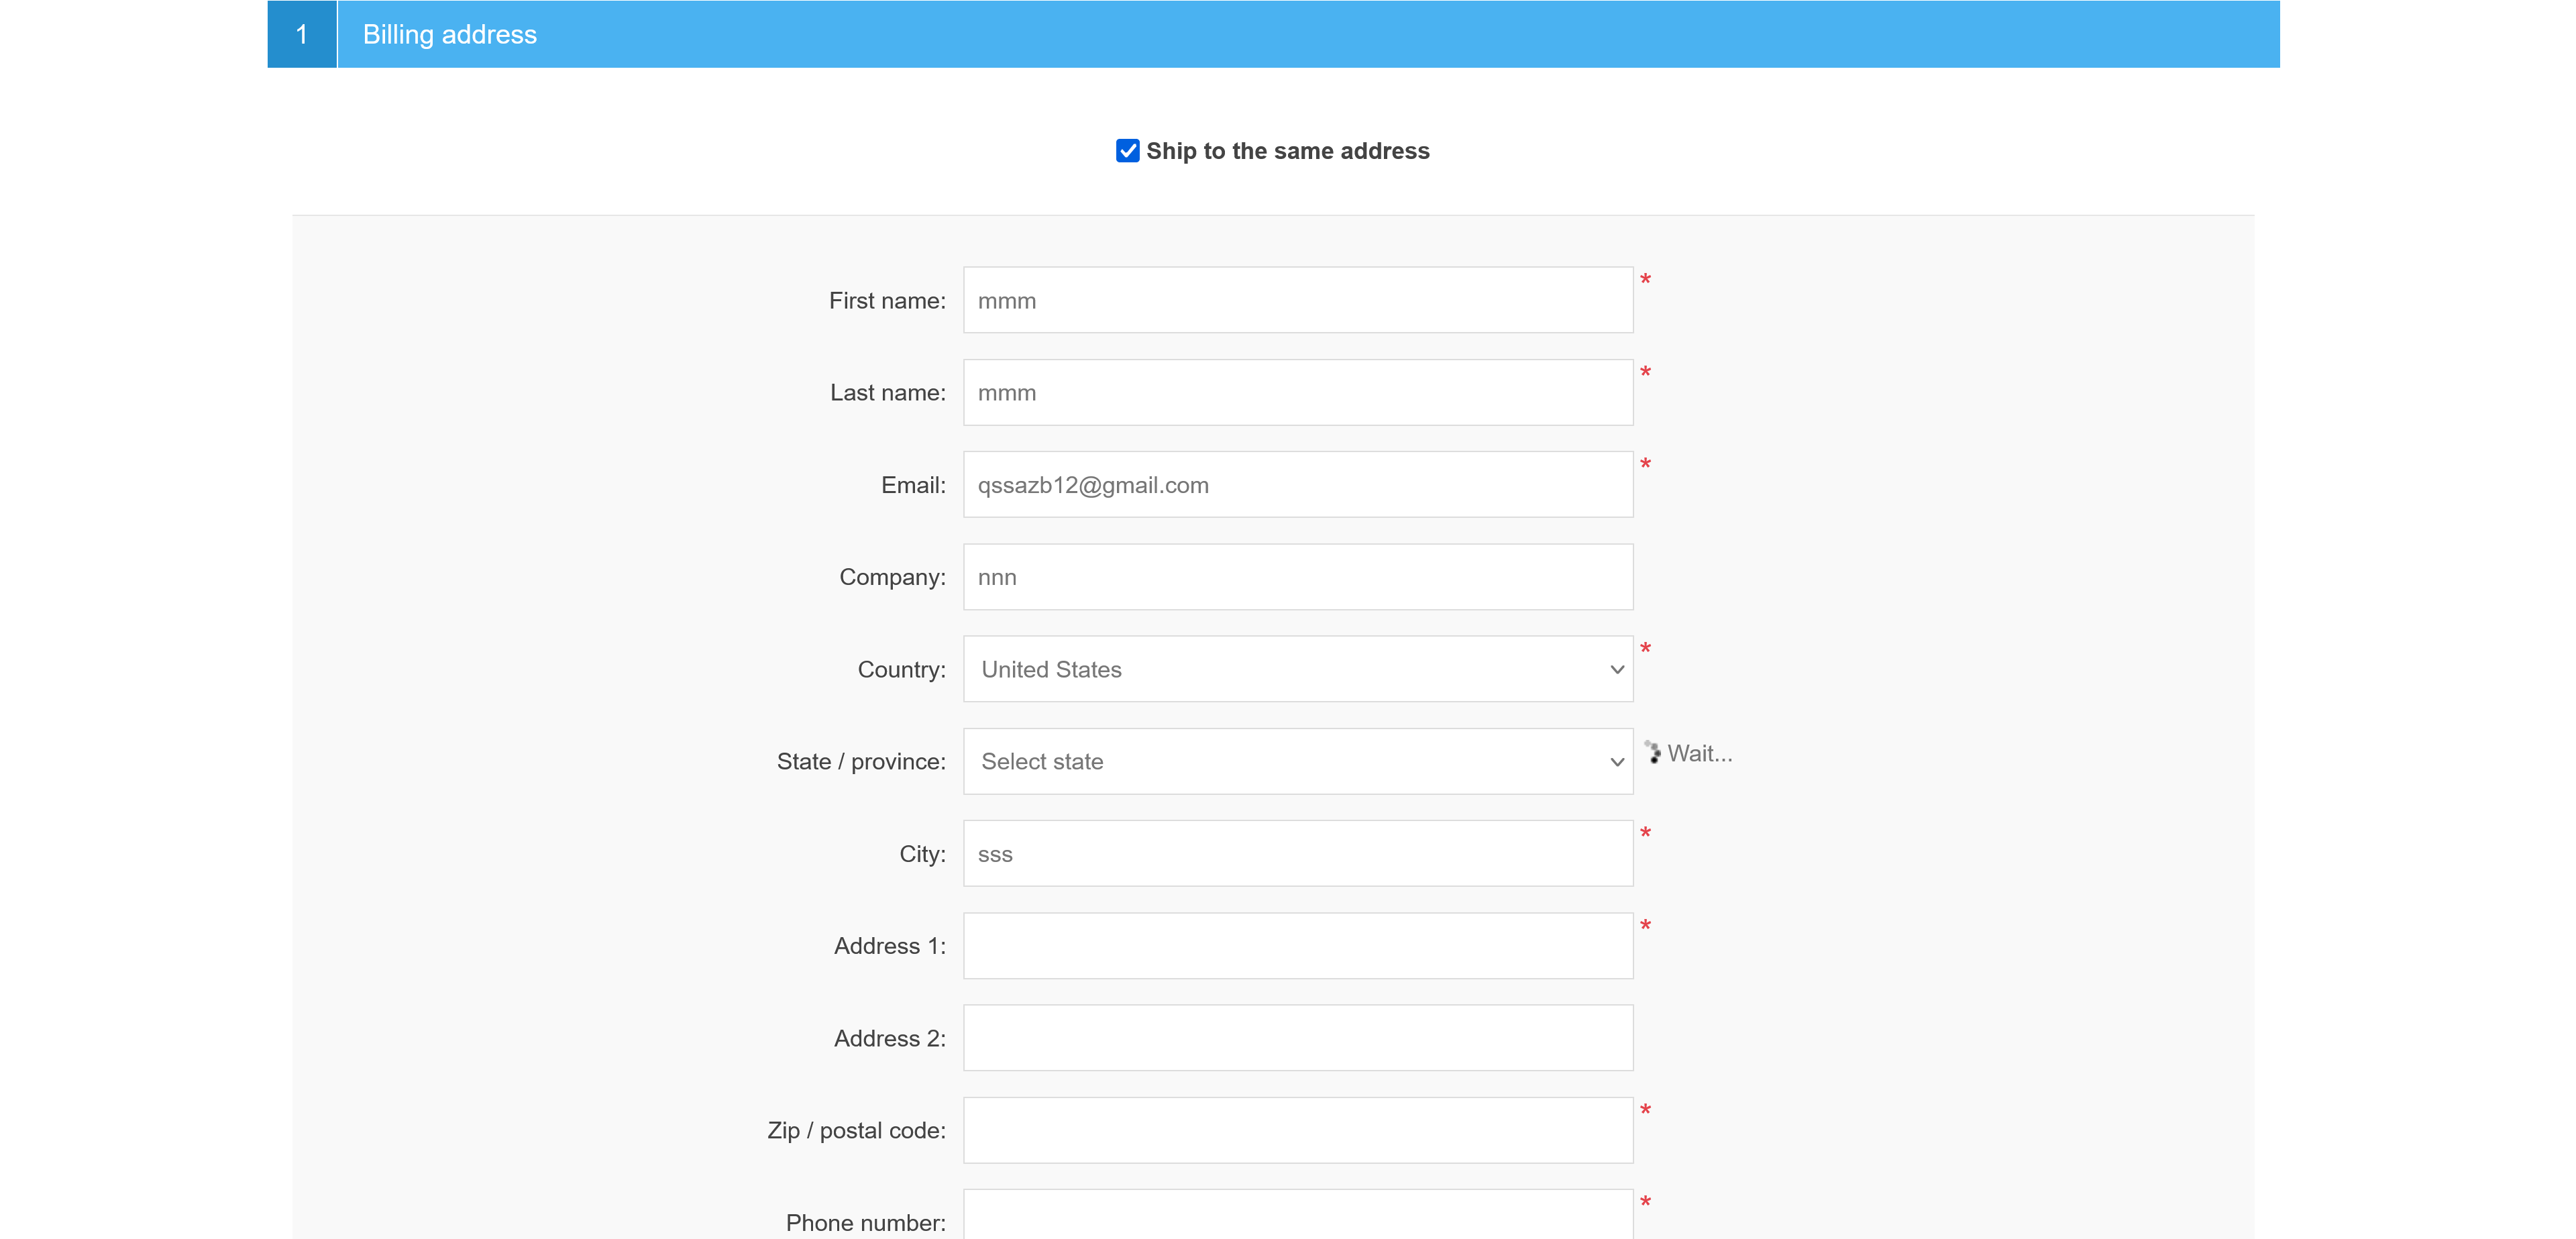 1 Billing address
Ship to the same address
First name: mmm *
Last name: mmm *
Email: qssazb12@gmail.com *
Company: nnn
Country: United States *
State / province: Select state Wait...
City: sss *
Address 1: *
Address 2:
Zip / postal code: *
Phone number: *